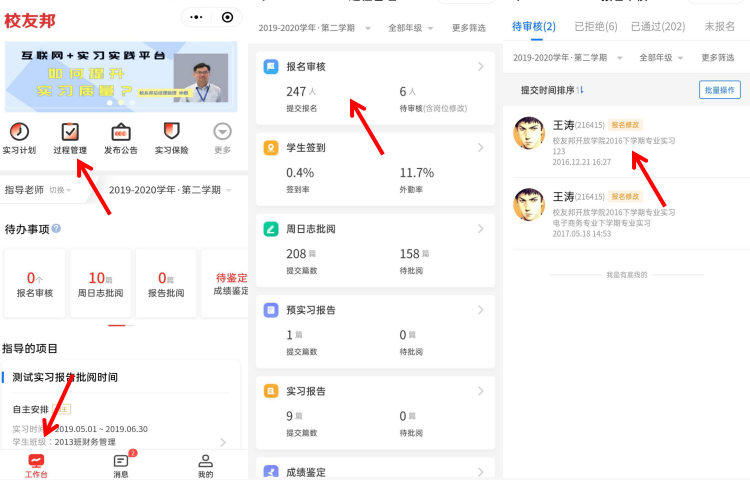 校友邦
互联网+实习实践平台
如何提升
实习质量?
校友邦总经理助理
实习计划
过程管理
发布公告
实习保险
更多
指导老师 切换
2019-2020学年·第二学期
待办事项?
0个
报名审核
10篇
周日志批阅
0篇
报告批阅
待鉴定
成绩鉴定
指导的项目
测试实习报告批阅时间
自主安排
实习时间:2019.05.01 ~ 2019.06.30
学生班级:2013班财务管理
工作台
2
消息
我的
2019-2020学年·第二学期
全部年级
更多筛选
报名审核
247 人
提交报名
6 人
待审核(含岗位修改)
学生签到
0.4%
签到率
11.7%
外勤率
周日志批阅
208 篇
提交篇数
158 篇
待批阅
预实习报告
1 篇
提交篇数
0 篇
待批阅
实习报告
9 篇
提交篇数
0 篇
待批阅
成绩鉴定
待审核(2)
已拒绝(6)
已通过(202)
未报名
2019-2020学年·第二学期
全部年级
更多筛选
提交时间排序
批量操作
王涛(216415) 报名修改
校友邦开放学院2016下学期专业实习
123
2016.12.21 16:27
王涛(216415) 报名修改
校友邦开放学院2016下学期专业实习
电子商务专业下学期专业实习
2017.05.18 14:53
我是有底线的